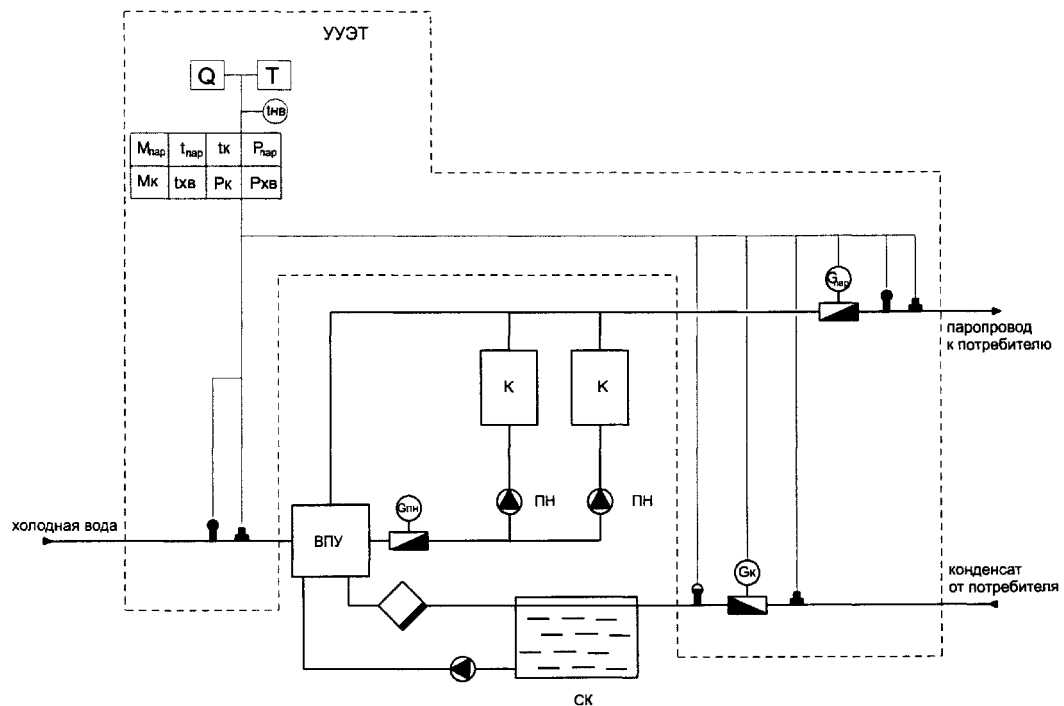 УУЭТ
Q
T
tнв
Mпар tпар tк Pпар
Mк tхв Pк Pхв
Gпар
паропровод
к потребителю
К
К
Gпн
ПН
ПН
холодная вода
ВПУ
Gк
конденсат
от потребителя
СК